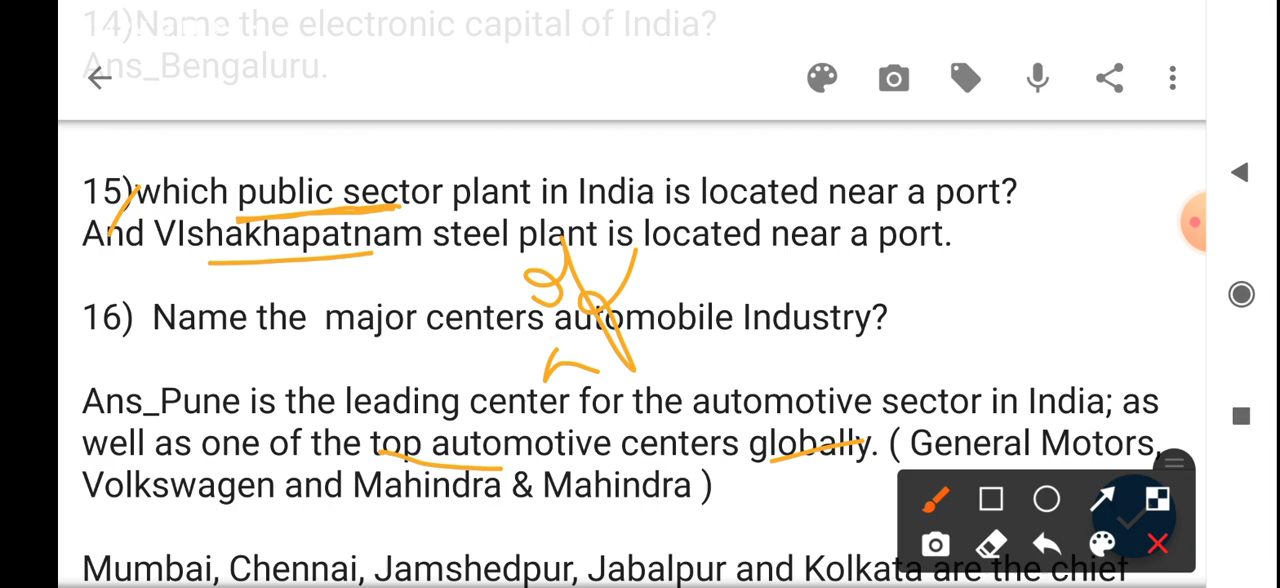 14)Name the electronic capital of India?
Ans_Bengaluru.
15)which public sector plant in India is located near a port?
And VIshakhapatnam steel plant is located near a port.
16) Name the major centers automobile Industry?
Ans_Pune is the leading center for the automotive sector in India; as
well as one of the top automotive centers globally. ( General Motors,
Volkswagen and Mahindra & Mahindra )
Mumbai, Chennai, Jamshedpur, Jabalpur and Kolkata are the chief